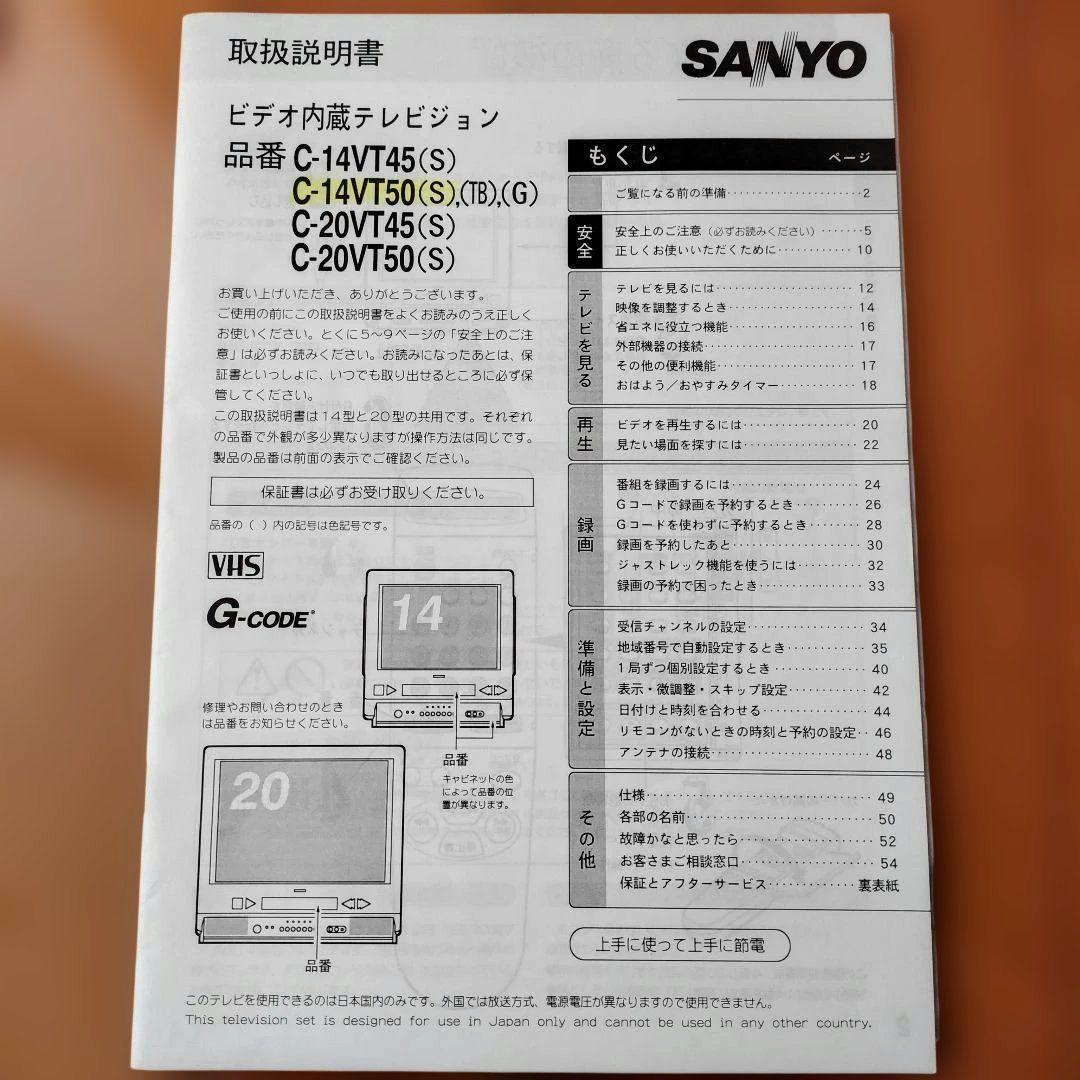 取扱説明書
SANYO
ビデオ内蔵テレビジョン
品番 C-14VT45(S)
C-14VT50(S),(TB),(G)
C-20VT45(S)
C-20VT50(S)
お買い上げいただき、ありがとうございます。
ご使用の前にこの取扱説明書をよくお読みのうえ正しく
お使いください。とくに5〜9ページの「安全上のご注
意」は必ずお読みください。お読みになったあとは、保
証書といっしょに、いつでも取り出せるところに必ず保
管してください。
この取扱説明書は14型と20型の共用です。それぞれ
の品番で外観が多少異なりますが操作方法は同じです。
製品の品番は前面の表示でご確認ください。
保証書は必ずお受け取りください。
品番の( )内の記号は色記号です。
VHS
G-CODE®
修理やお問い合わせのとき
は品番をお知らせください。
14
品番
キャビネットの色
によって品番の位
置が異なります。
20
品番
もくじ ページ
ご覧になる前の準備·····················2
安全
安全上のご注意(必ずお読みください)·······5
正しくお使いいただくために············10
テレビを見る
テレビを見るには······················12
映像を調整するとき····················14
省エネに役立つ機能····················16
外部機器の接続························17
その他の便利機能······················17
おはよう/おやすみタイマー············18
再生
ビデオを再生するには··················20
見たい場面を探すには··················22
録画
番組を録画するには····················24
Gコードで録画を予約するとき··········26
Gコードを使わずに予約するとき········28
録画を予約したあと····················30
ジャストレック機能を使うには··········32
録画の予約で困ったとき················33
準備と設定
受信チャンネルの設定··················34
地域番号で自動設定するとき············35
1局ずつ個別設定するとき··············40
表示・微調整・スキップ設定············42
日付けと時刻を合わせる················44
リモコンがないときの時刻と予約の設定··46
アンテナの接続························48
その他
仕様··································49
各部の名前····························50
故障かなと思ったら····················52
お客さまご相談窓口····················54
保証とアフターサービス·············裏表紙
上手に使って上手に節電
このテレビを使用できるのは日本国内のみです。外国では放送方式、電源電圧が異なりますので使用できません。
This television set is designed for use in Japan only and cannot be used in any other country.